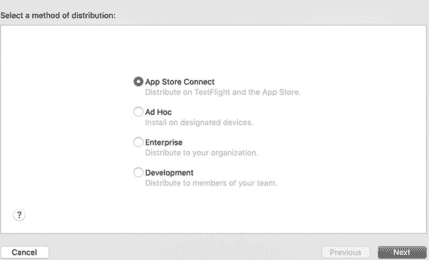 Select a method of distribution:
App Store Connect
Distribute on TestFlight and the App Store.
Ad Hoc
Install on designated devices.
Enterprise
Distribute to your organization.
Development
Distribute to members of your team.
?
Cancel
Previous
Next